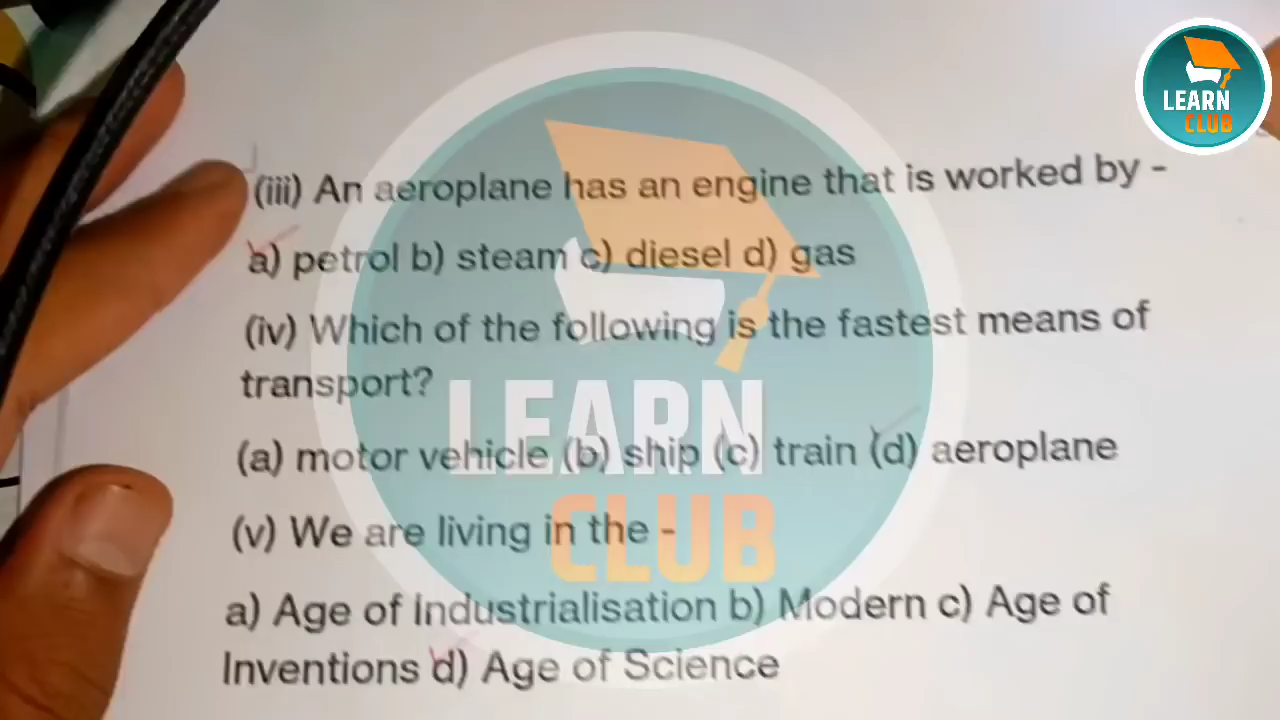 LEARN
CLUB
(iii) An aeroplane has an engine that is worked by -
a) petrol b) steam c) diesel d) gas
(iv) Which of the following is the fastest means of
transport?
(a) motor vehicle (b) ship (c) train (d) aeroplane
LEARN
CLUB
(v) We are living in the -
a) Age of Industrialisation b) Modern c) Age of
Inventions d) Age of Science